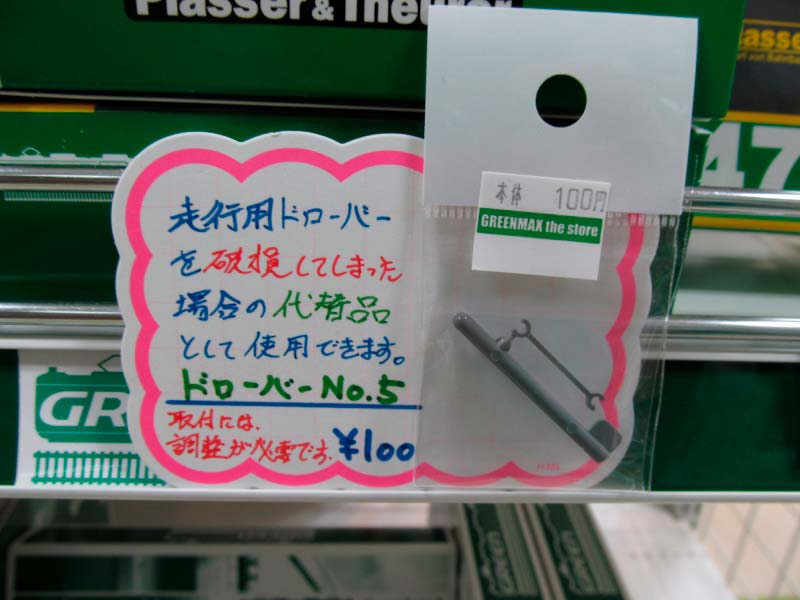 Plasser & Theurer
走行用ドローバー
を破損してしまった
場合の代替品
として使用できます。
ドローバーNo.5
取付には、
調整が必要です。
¥100
本体 100円
GREENMAX the store
47
GR
GREEN